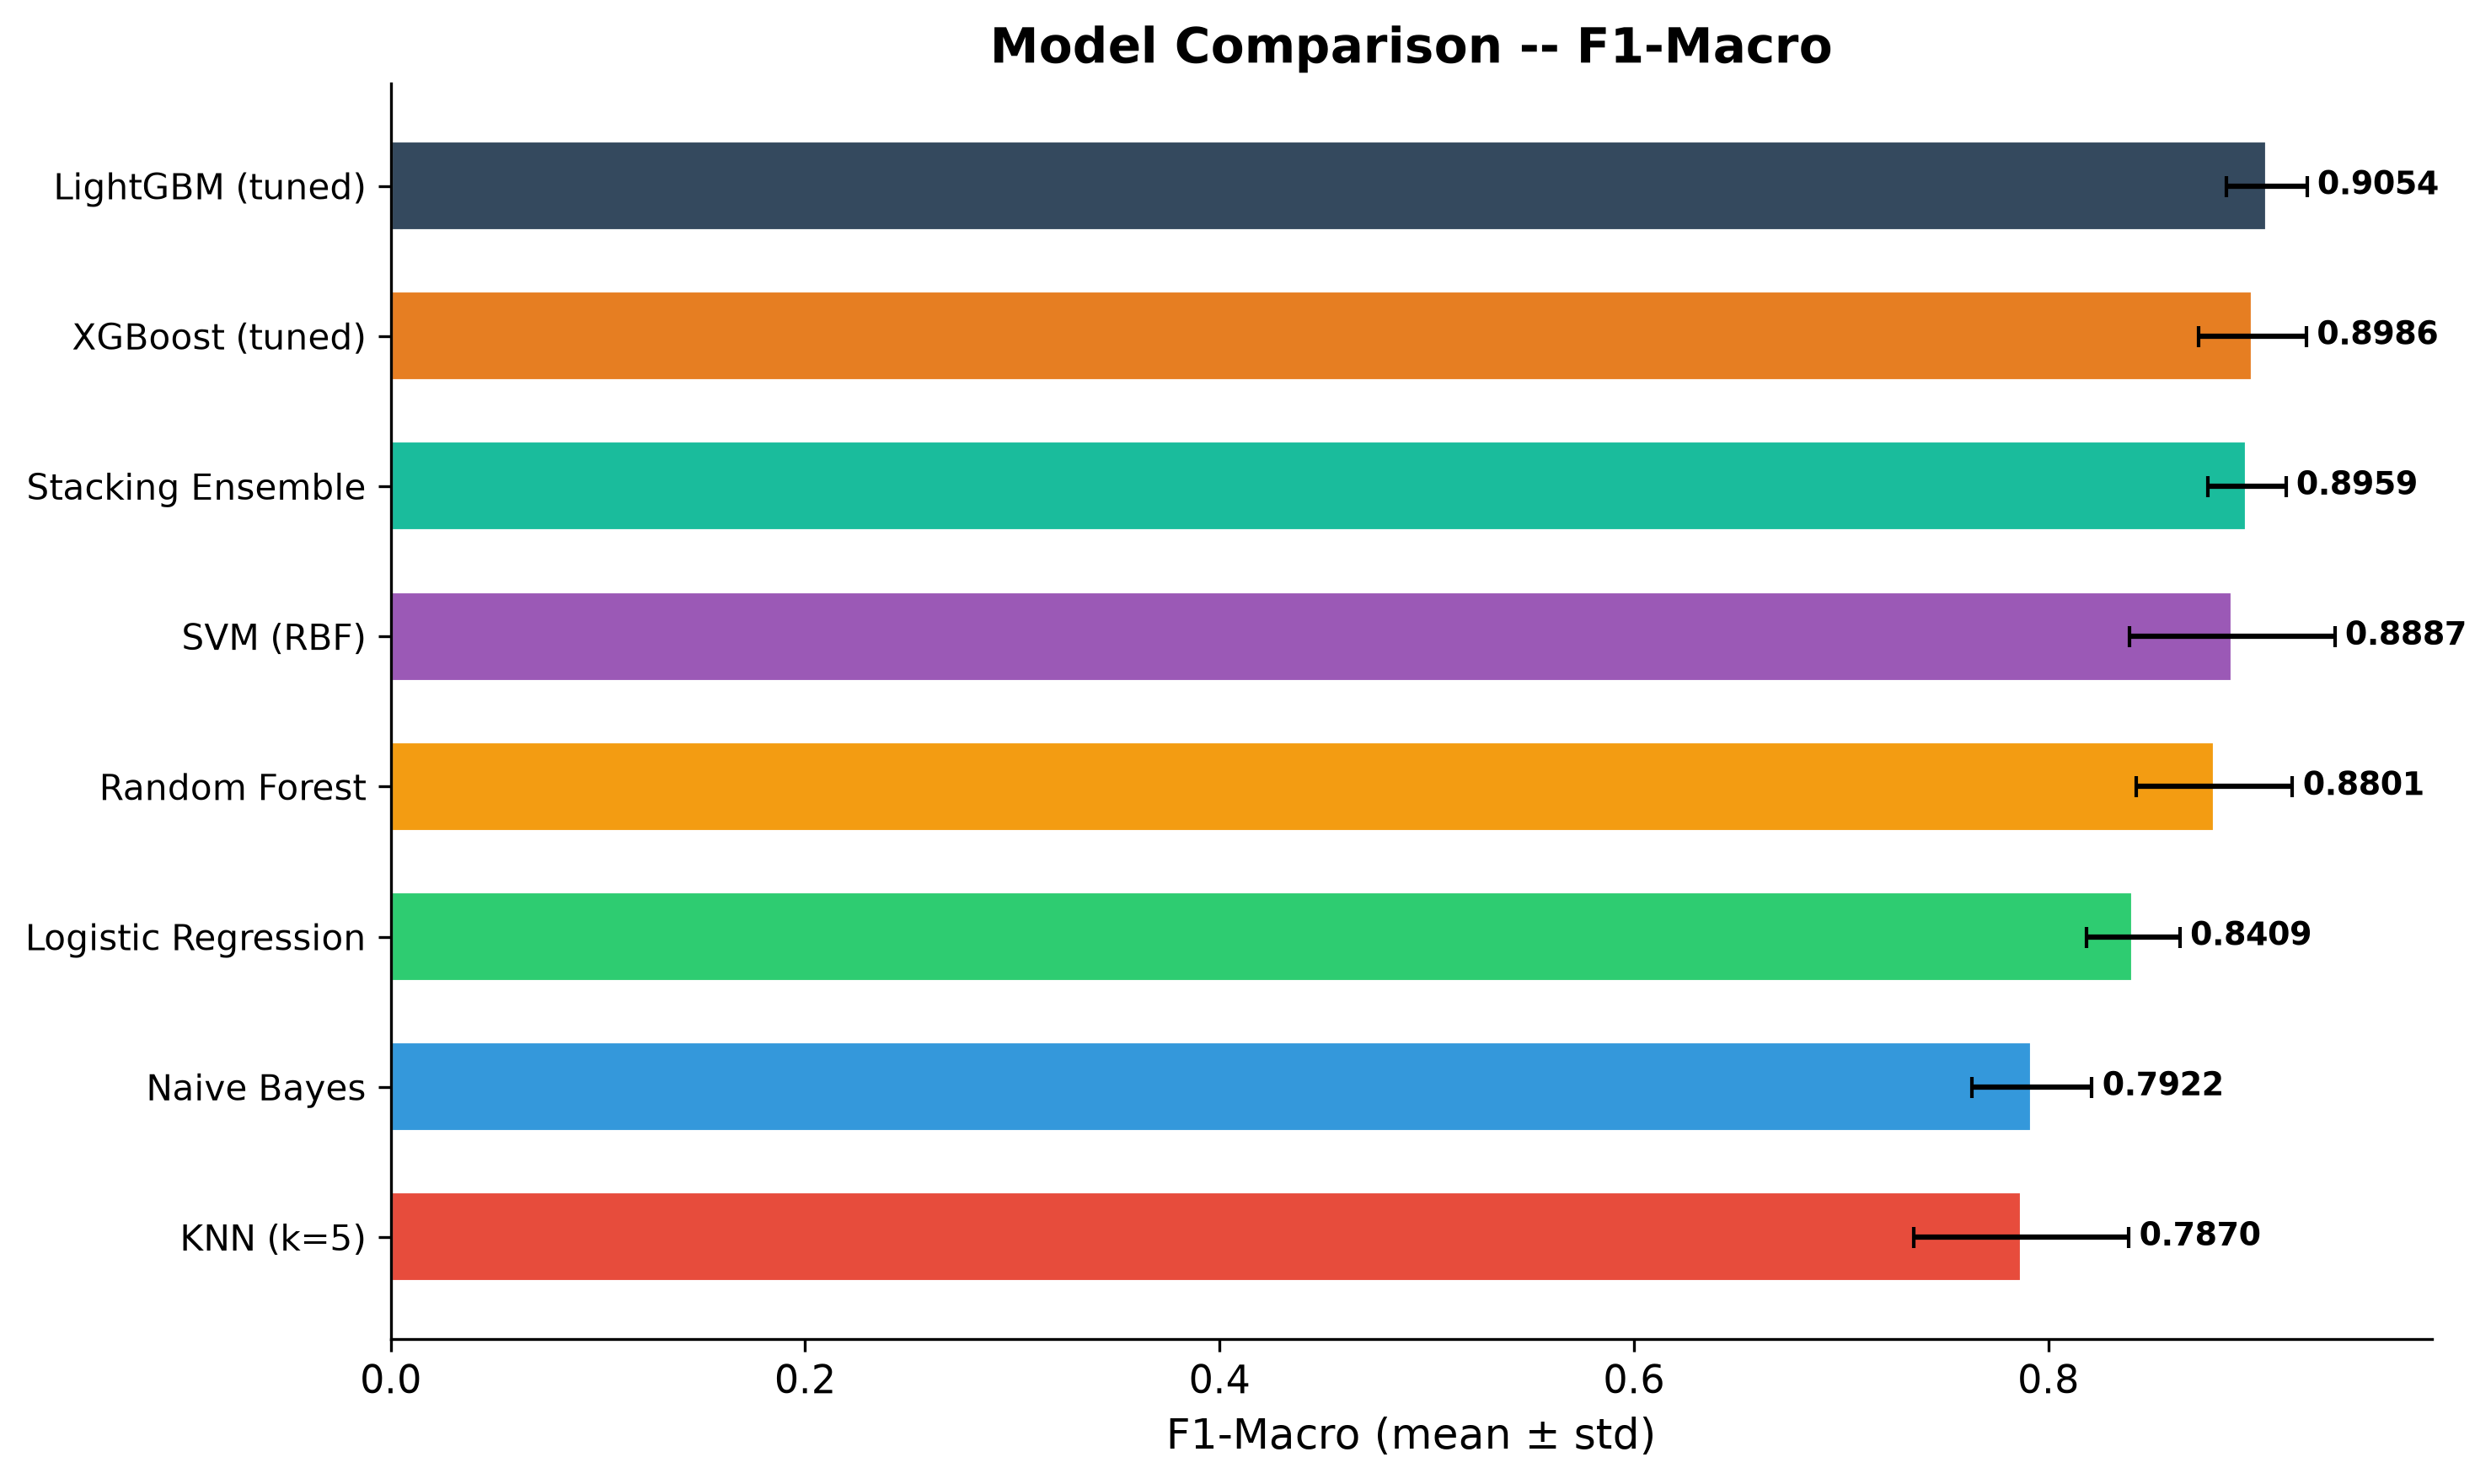 Model Comparison -- F1-Macro
LightGBM (tuned)
0.9054
XGBoost (tuned)
0.8986
Stacking Ensemble
0.8959
SVM (RBF)
0.8887
Random Forest
0.8801
Logistic Regression
0.8409
Naive Bayes
0.7922
KNN (k=5)
0.7870
0.0 0.2 0.4 0.6 0.8
F1-Macro (mean ± std)